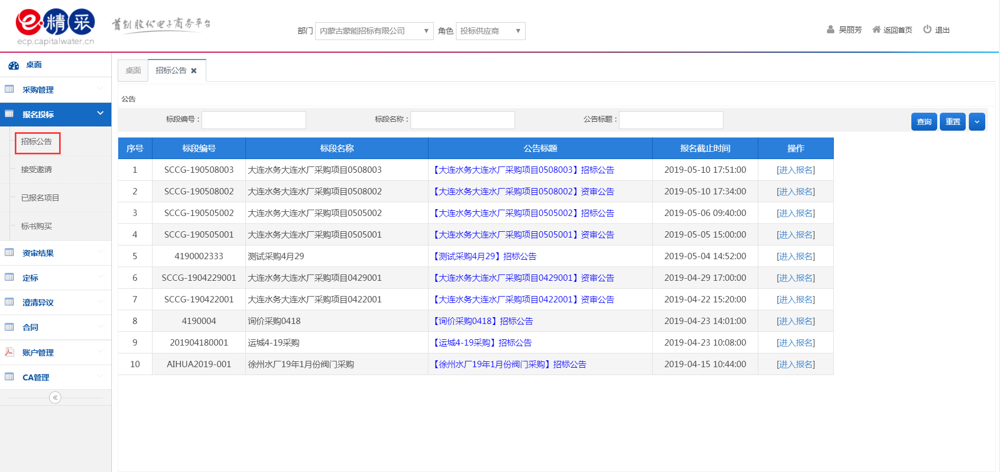 e·精采
ecp.capitalwater.cn
首创股份电子商务平台
部门 内蒙古蒙能招标有限公司 ▼ 角色 投标供应商 ▼
吴丽芳 返回首页 退出
桌面
采购管理
报名投标
招标公告
接受邀请
已报名项目
标书购买
资审结果
定标
澄清异议
合同
账户管理
CA管理
桌面 招标公告 ✖
公告
标段编号： 标段名称： 公告标题： 查询 重置
序号 标段编号 标段名称 公告标题 报名截止时间 操作
1 SCCG-190508003 大连水务大连水厂采购项目0508003 【大连水务大连水厂采购项目0508003】招标公告 2019-05-10 17:51:00 [进入报名]
2 SCCG-190508002 大连水务大连水厂采购项目0508002 【大连水务大连水厂采购项目0508002】资审公告 2019-05-10 17:34:00 [进入报名]
3 SCCG-190505002 大连水务大连水厂采购项目0505002 【大连水务大连水厂采购项目0505002】招标公告 2019-05-06 09:40:00 [进入报名]
4 SCCG-190505001 大连水务大连水厂采购项目0505001 【大连水务大连水厂采购项目0505001】资审公告 2019-05-05 15:00:00 [进入报名]
5 4190002333 测试采购4月29 【测试采购4月29】招标公告 2019-05-04 14:52:00 [进入报名]
6 SCCG-1904229001 大连水务大连水厂采购项目0429001 【大连水务大连水厂采购项目0429001】资审公告 2019-04-29 17:00:00 [进入报名]
7 SCCG-190422001 大连水务大连水厂采购项目0422001 【大连水务大连水厂采购项目0422001】资审公告 2019-04-22 15:20:00 [进入报名]
8 4190004 询价采购0418 【询价采购0418】招标公告 2019-04-23 14:01:00 [进入报名]
9 201904180001 运城4-19采购 【运城4-19采购】招标公告 2019-04-23 10:08:00 [进入报名]
10 AIHUA2019-001 徐州水厂19年1月份阀门采购 【徐州水厂19年1月份阀门采购】招标公告 2019-04-15 10:44:00 [进入报名]